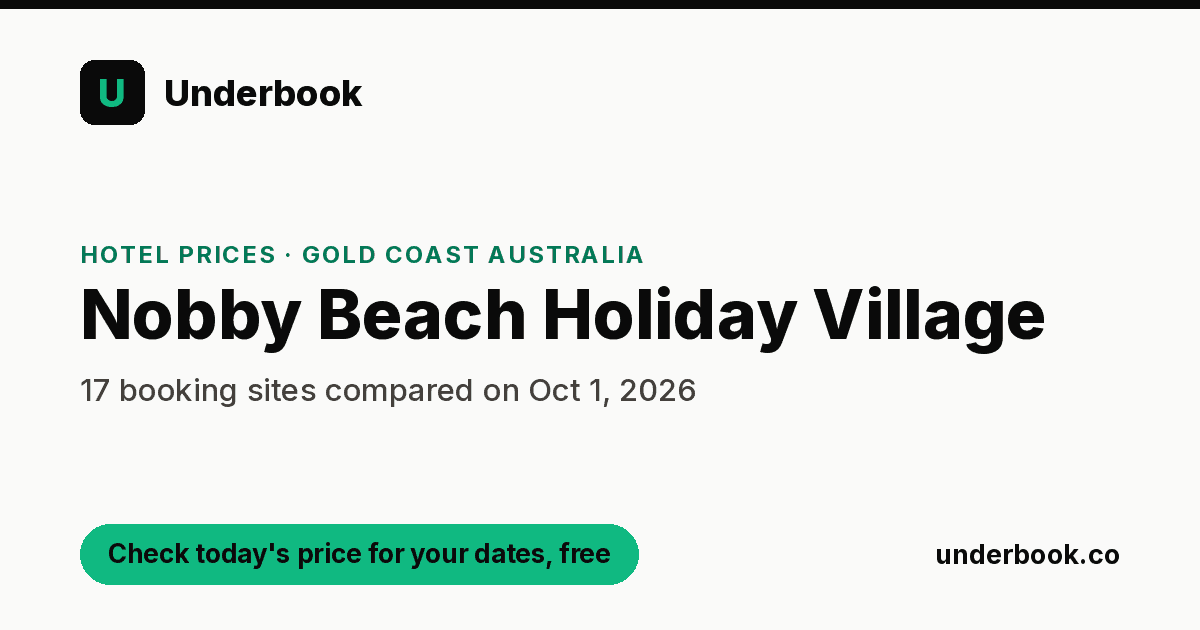 U Underbook
HOTEL PRICES · GOLD COAST AUSTRALIA
Nobby Beach Holiday Village
17 booking sites compared on Oct 1, 2026
Check today's price for your dates, free
underbook.co